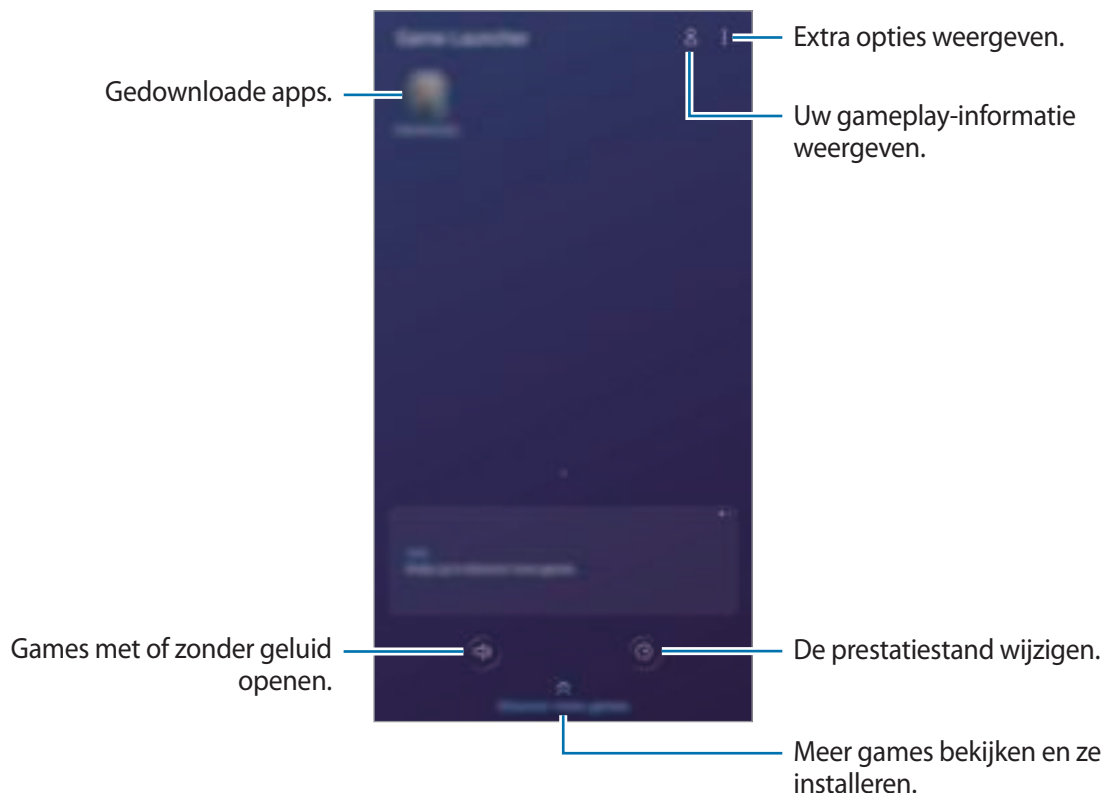 Game Launcher
Extra opties weergeven.
Gedownloade apps.
Uw gameplay-informatie
weergeven.
Games met of zonder geluid
openen.
De prestatiestand wijzigen.
Meer games bekijken en ze
installeren.